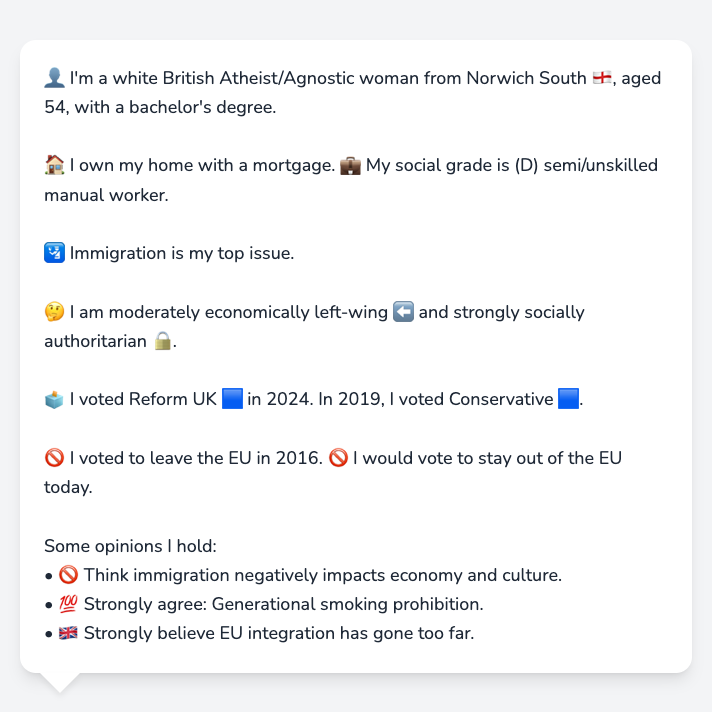 👤 I'm a white British Atheist/Agnostic woman from Norwich South 🏴󠁧󠁢󠁥󠁮󠁧󠁿, aged
54, with a bachelor's degree.
🏠 I own my home with a mortgage. 💼 My social grade is (D) semi/unskilled
manual worker.
🛂 Immigration is my top issue.
🤔 I am moderately economically left-wing ⬅️ and strongly socially
authoritarian 🔒.
🗳️ I voted Reform UK 🟦 in 2024. In 2019, I voted Conservative 🟦.
🚫 I voted to leave the EU in 2016. 🚫 I would vote to stay out of the EU
today.
Some opinions I hold:
• 🚫 Think immigration negatively impacts economy and culture.
• 💯 Strongly agree: Generational smoking prohibition.
• 🇬🇧 Strongly believe EU integration has gone too far.